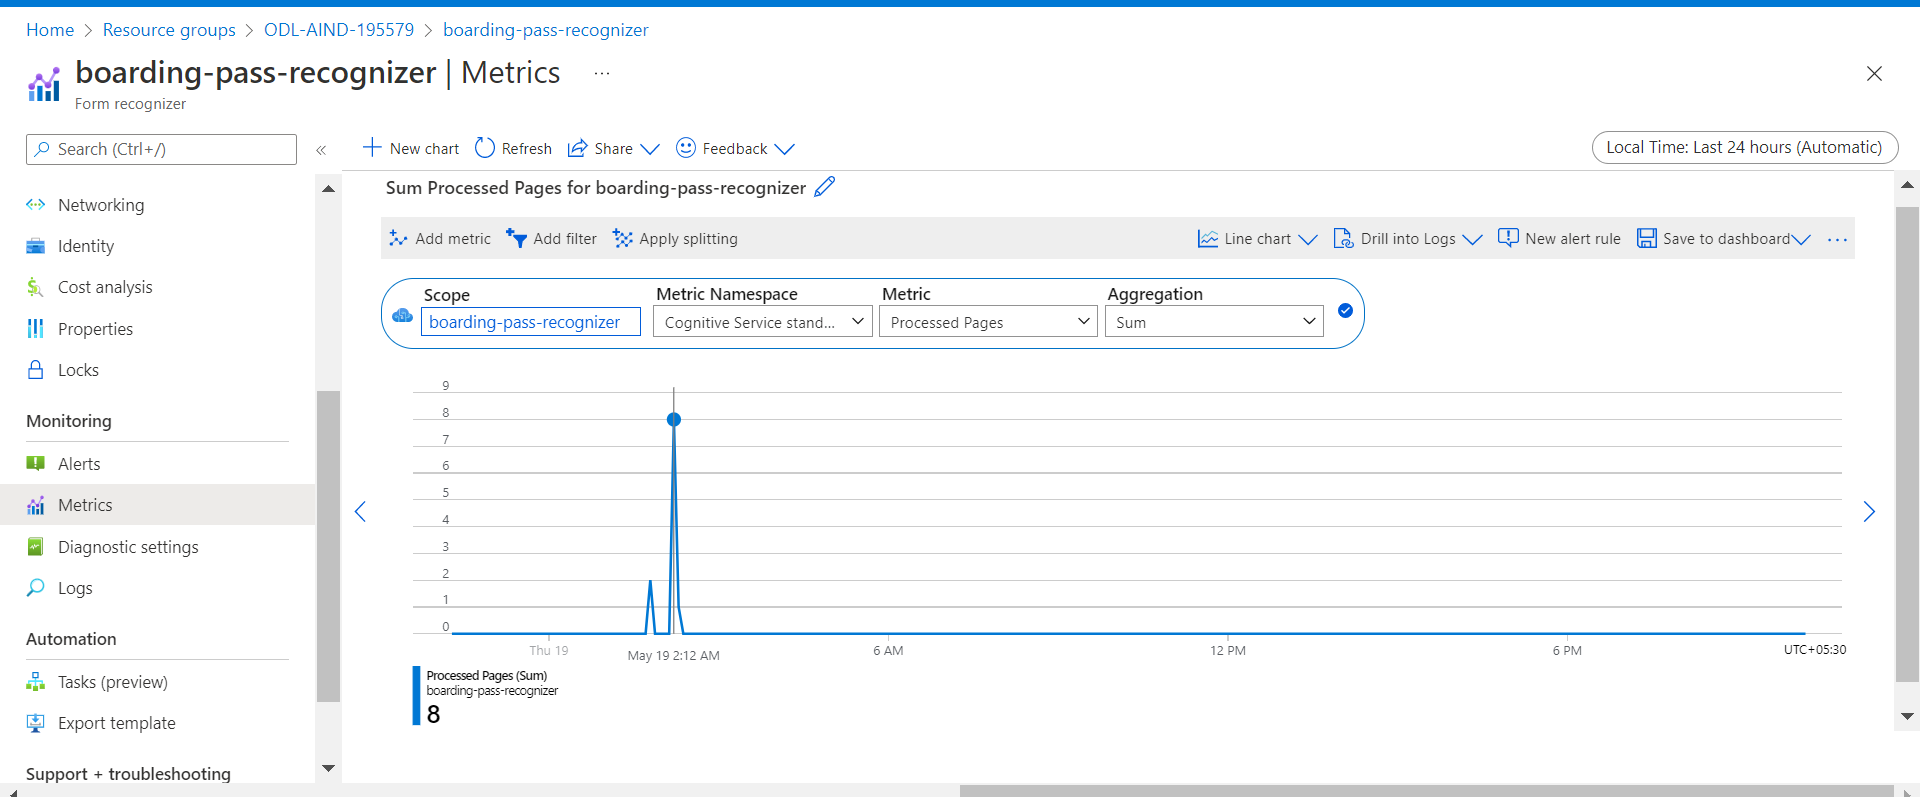 Home > Resource groups > ODL-AIND-195579 > boarding-pass-recognizer
boarding-pass-recognizer | Metrics ...
Form recognizer
Search (Ctrl+/)
«
New chart Refresh Share Feedback
Local Time: Last 24 hours (Automatic)
Networking
Identity
Cost analysis
Properties
Locks
Monitoring
Alerts
Metrics
Diagnostic settings
Logs
Automation
Tasks (preview)
Export template
Support + troubleshooting
Sum Processed Pages for boarding-pass-recognizer
Add metric Add filter Apply splitting Line chart Drill into Logs New alert rule Save to dashboard ...
Scope Metric Namespace Metric Aggregation
boarding-pass-recognizer Cognitive Service stand... Processed Pages Sum
9
8
7
6
5
4
3
2
1
0
Thu 19 May 19 2:12 AM 6 AM 12 PM 6 PM UTC+05:30
Processed Pages (Sum)
boarding-pass-recognizer
8